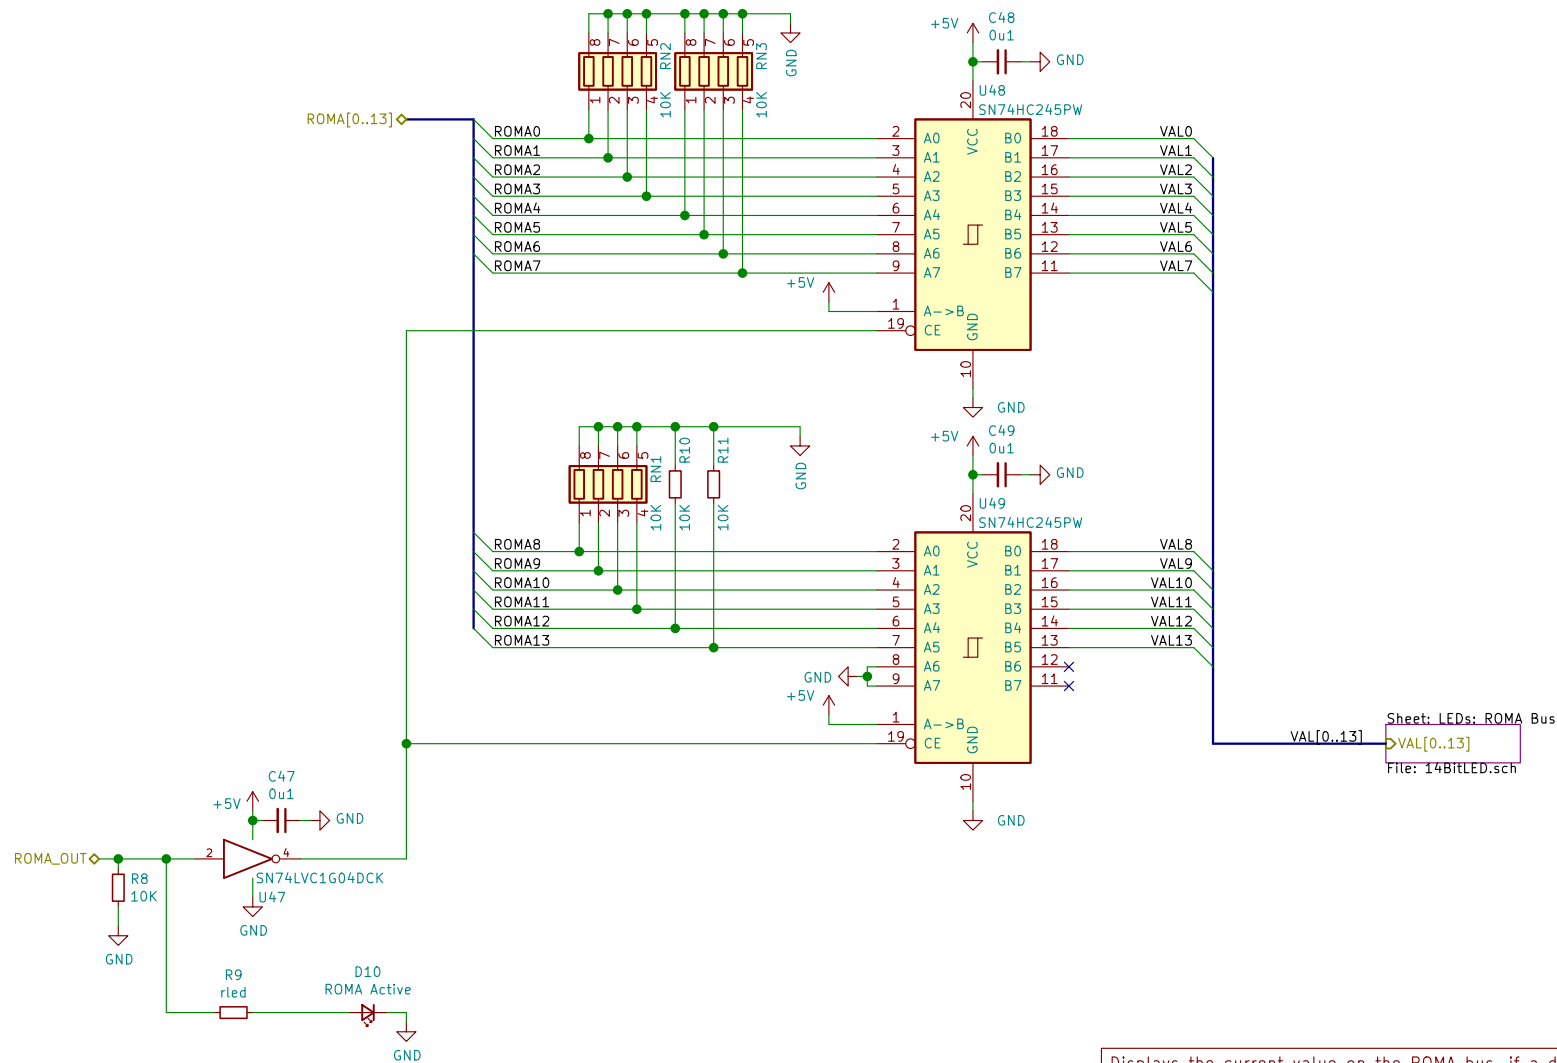 8 7 6 5 RN2
8 7 6 5 RN3
GND
1 2 3 4 10K
1 2 3 4 10K
+5V
C48
0u1
GND
20
U48
SN74HC245PW
ROMA[0..13]
ROMA0 2 A0 VCC B0 18 VAL0
ROMA1 3 A1 B1 17 VAL1
ROMA2 4 A2 B2 16 VAL2
ROMA3 5 A3 B3 15 VAL3
ROMA4 6 A4 B4 14 VAL4
ROMA5 7 A5 B5 13 VAL5
ROMA6 8 A6 B6 12 VAL6
ROMA7 9 A7 B7 11 VAL7
+5V
1 A->B
19 CE GND
10
GND
8 7 6 5 RN1
R10
R11
GND
1 2 3 4 10K
10K
10K
+5V
C49
0u1
GND
20
U49
SN74HC245PW
ROMA8 2 A0 VCC B0 18 VAL8
ROMA9 3 A1 B1 17 VAL9
ROMA10 4 A2 B2 16 VAL10
ROMA11 5 A3 B3 15 VAL11
ROMA12 6 A4 B4 14 VAL12
ROMA13 7 A5 B5 13 VAL13
GND 8 A6 B6 12
9 A7 B7 11
+5V
1 A->B
19 CE GND
10
GND
Sheet: LEDs: ROMA Bus
VAL[0..13] VAL[0..13]
File: 14BitLED.sch
C47
0u1
+5V
GND
ROMA_OUT 2 4
SN74LVC1G04DCK
U47
GND
R8
10K
GND
R9
rled
D10
ROMA Active
GND
Displays the current value on the ROMA bus, if a d